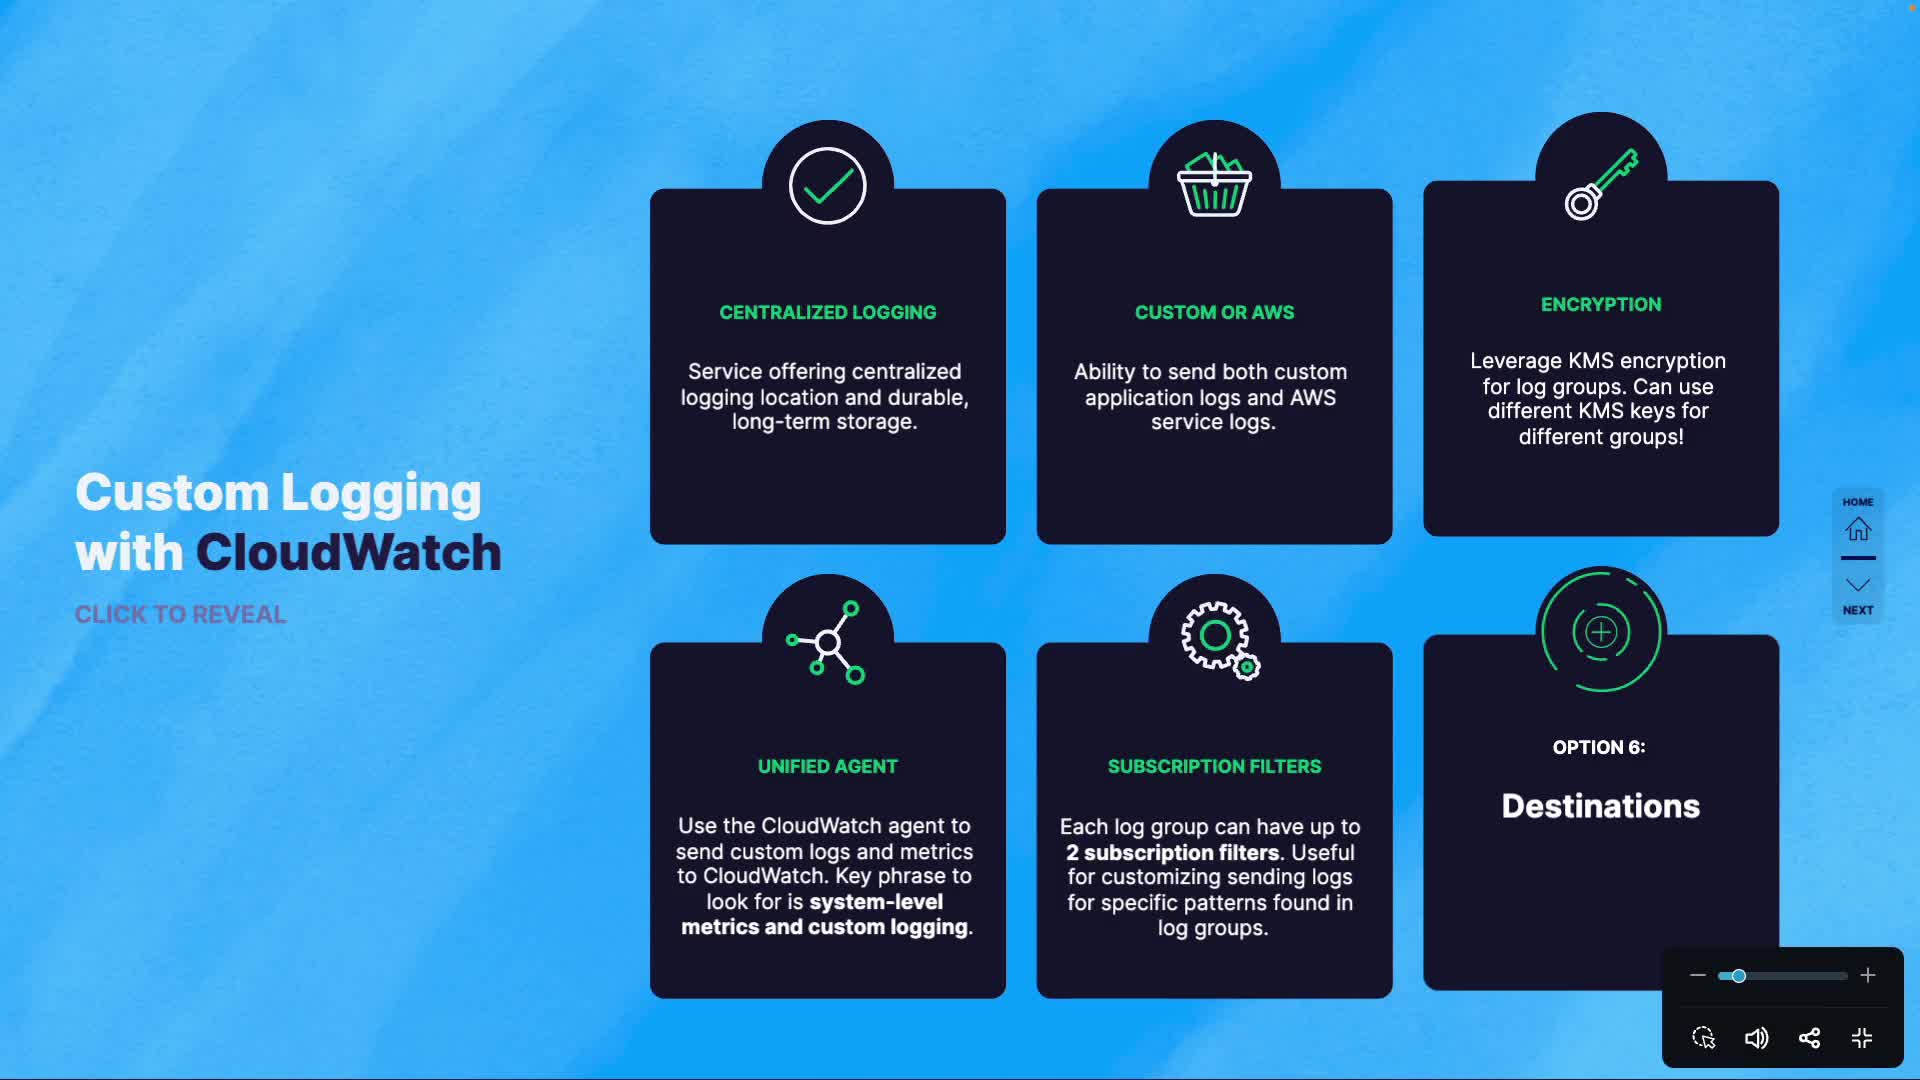 Custom Logging
with CloudWatch
CLICK TO REVEAL
CENTRALIZED LOGGING
Service offering centralized
logging location and durable,
long-term storage.
CUSTOM OR AWS
Ability to send both custom
application logs and AWS
service logs.
ENCRYPTION
Leverage KMS encryption
for log groups. Can use
different KMS keys for
different groups!
UNIFIED AGENT
Use the CloudWatch agent to
send custom logs and metrics
to CloudWatch. Key phrase to
look for is system-level
metrics and custom logging.
SUBSCRIPTION FILTERS
Each log group can have up to
2 subscription filters. Useful
for customizing sending logs
for specific patterns found in
log groups.
OPTION 6:
Destinations
HOME
NEXT